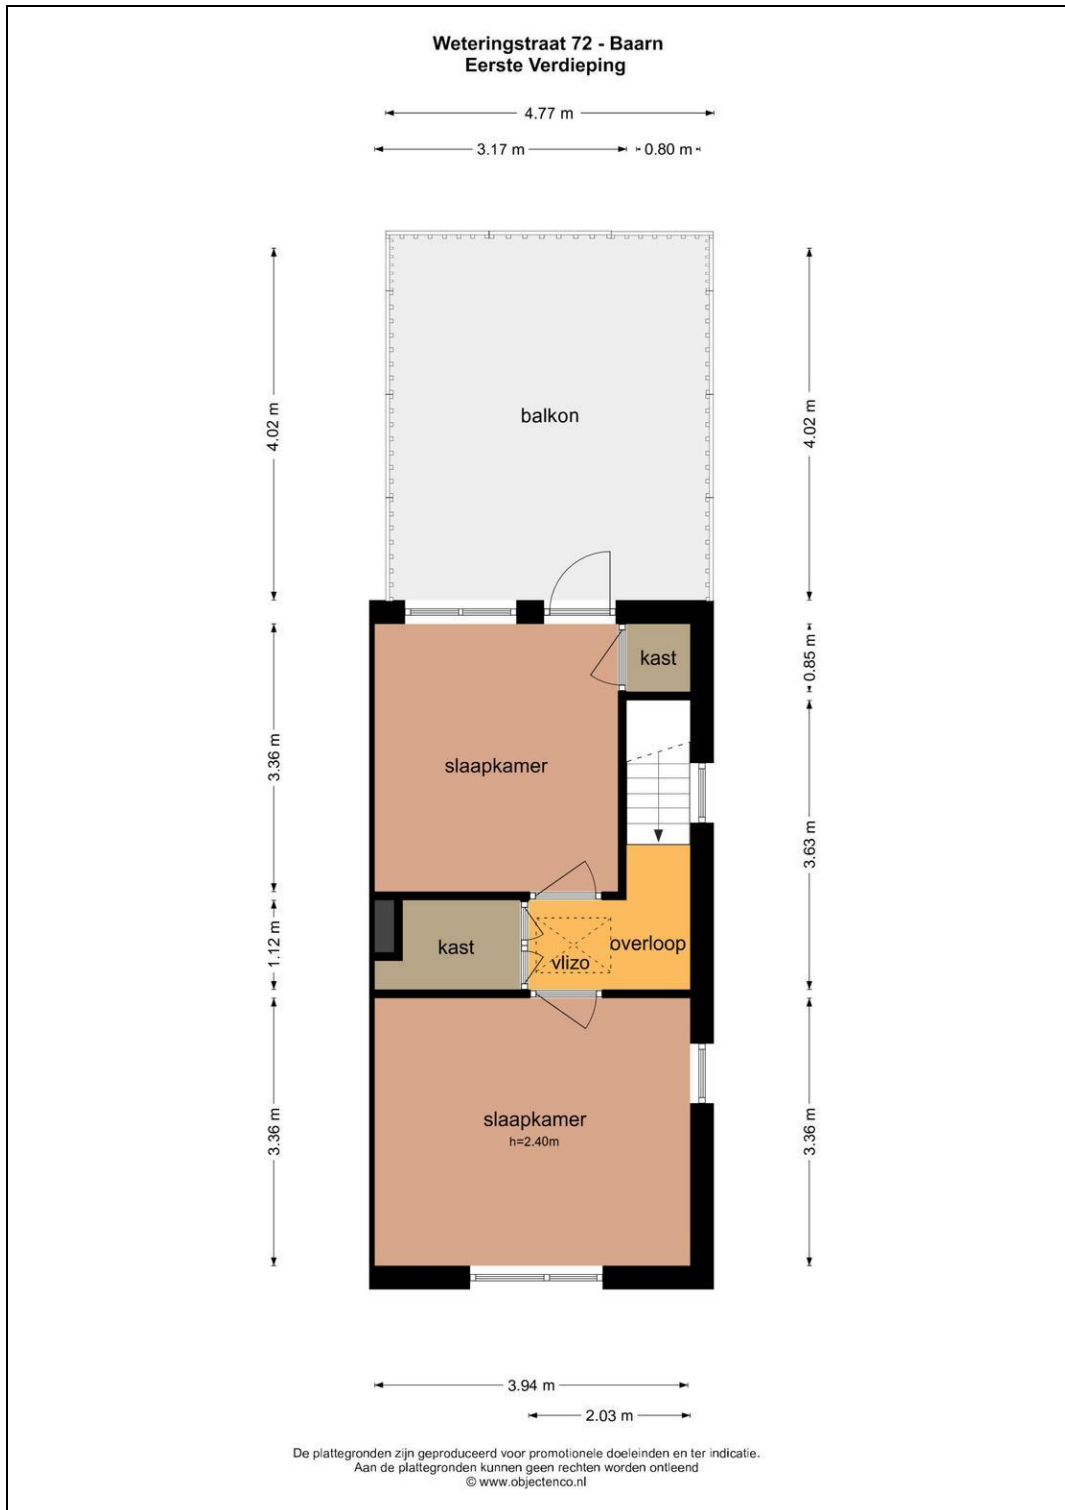 Weteringstraat 72 - Baarn
Eerste Verdieping
4.77 m
3.17 m
0.80 m
4.02 m
4.02 m
balkon
kast
0.85 m
3.36 m
slaapkamer
3.63 m
1.12 m
kast
vlizo
overloop
3.36 m
slaapkamer
h=2.40m
3.36 m
3.94 m
2.03 m
De plattegronden zijn geproduceerd voor promotionele doeleinden en ter indicatie.
Aan de plattegronden kunnen geen rechten worden ontleend
© www.objectenco.nl